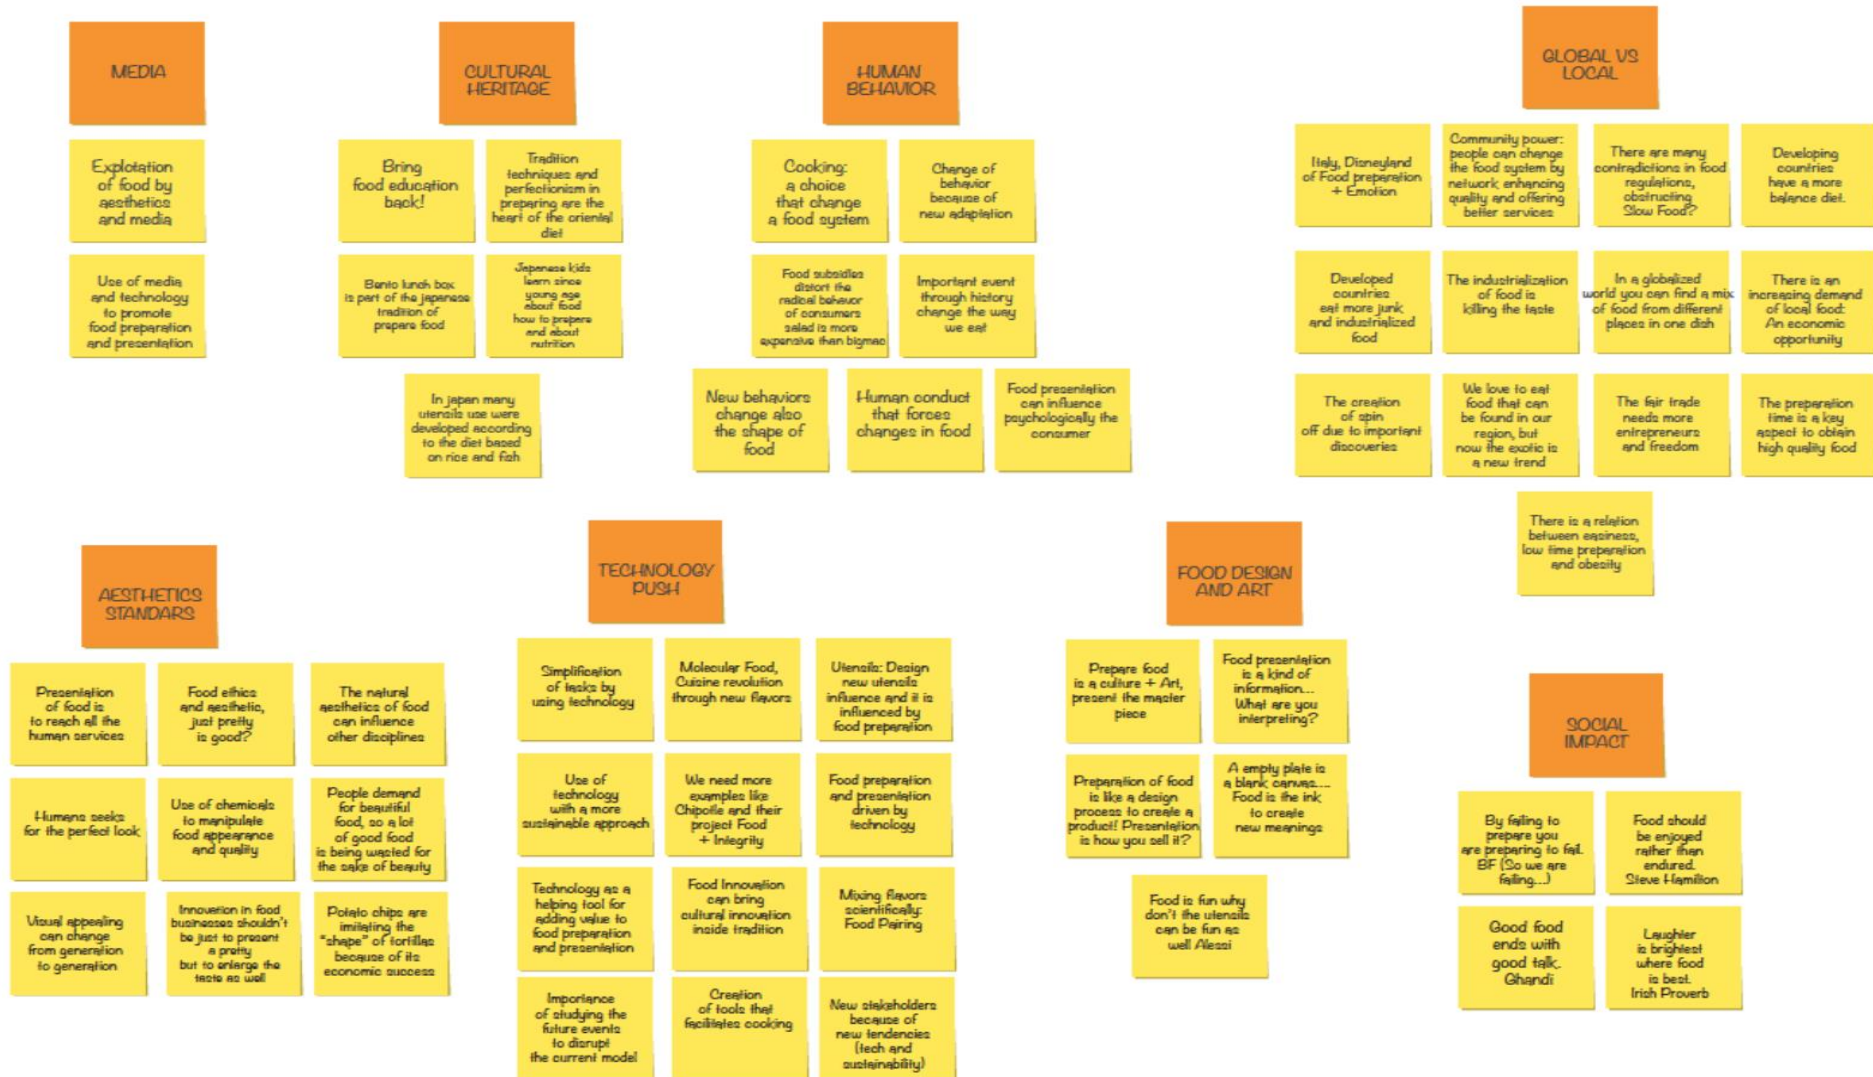 MEDIA
Explotation
of food by
aesthetics
and media
Use of media
and technology
to promote
food preparation
and presentation
CULTURAL
HERITAGE
Bring
food education
back!
Tradition
techniques and
perfectionism in
preparing are the
heart of the oriental
diet
Bento lunch box
is part of the japanese
tradition of
prepare food
Japanese kids
learn since
young age
about food
how to prepare
and about
nutrition
In japan many
utensils use were
developed according
to the diet based
on rice and fish
HUMAN
BEHAVIOR
Cooking:
a choice
that change
a food system
Change of
behavior
because of
new adaptation
Food subsidies
distort the
radical behavor
of consumers
salad is more
expensive than bigmac
Important event
through history
change the way
we eat
New behaviors
change also
the shape of
food
Human conduct
that forces
changes in food
Food presentation
can influence
psychologically the
consumer
GLOBAL VS
LOCAL
Italy, Disneyland
of Food preparation
+ Emotion
Community power:
people can change
the food system by
network enhancing
quality and offering
better services
There are many
contradictions in food
regulations,
obstructing
Slow Food?
Developing
countries
have a more
balance diet.
Developed
countries
eat more junk
and industrialized
food
The industrialization
of food is
killing the taste
In a globalized
world you can find a mix
of food from different
places in one dish
There is an
increasing demand
of local food:
An economic
opportunity
The creation
of spin
off due to important
discoveries
We love to eat
food that can
be found in our
region, but
now the exotic is
a new trend
The fair trade
needs more
entrepreneurs
and freedom
The preparation
time is a key
aspect to obtain
high quality food
There is a relation
between easiness,
low time preparation
and obesity
AESTHETICS
STANDARS
Presentation
of food is
to reach all the
human services
Food ethics
and aesthetic,
just pretty
is good?
The natural
aesthetics of food
can influence
other disciplines
Humans seeks
for the perfect look
Use of chemicals
to manipulate
food appearance
and quality
People demand
for beautiful
food, so a lot
of good food
is being wasted for
the sake of beauty
Visual appealing
can change
from generation
to generation
Innovation in food
businesses shouldn't
be just to present
a pretty
but to enlarge the
taste as well
Potato chips are
imitating the
"shape" of tortillas
because of its
economic success
TECHNOLOGY
PUSH
Simplification
of tasks by
using technology
Molecular Food,
Cuisine revolution
through new flavors
Utensils: Design
new utensils
influence and it is
influenced by
food preparation
Use of
technology
with a more
sustainable approach
We need more
examples like
Chipotle and their
project Food
+ Integrity
Food preparation
and presentation
driven by
technology
Technology as a
helping tool for
adding value to
food preparation
and presentation
Food Innovation
can bring
cultural innovation
inside tradition
Mixing flavors
scientifically:
Food Pairing
Importance
of studying the
future events
to disrupt
the current model
Creation
of tools that
facilitates cooking
New stakeholders
because of
new tendencies
(tech and
sustainability)
FOOD DESIGN
AND ART
Prepare food
is a culture + Art,
present the master
piece
Food presentation
is a kind of
information...
What are you
interpreting?
Preparation of food
is like a design
process to create a
product! Presentation
is how you sell it?
A empty plate is
a blank canvas....
Food is the ink
to create
new meanings
Food is fun why
don't the utensils
can be fun as
well Alessi
SOCIAL
IMPACT
By failing to
prepare you
are preparing to fail.
BF (So we are
failing...)
Food should
be enjoyed
rather than
endured.
Steve Hamilton
Good food
ends with
good talk.
Ghandi
Laughter
is brightest
where food
is best.
Irish Proverb